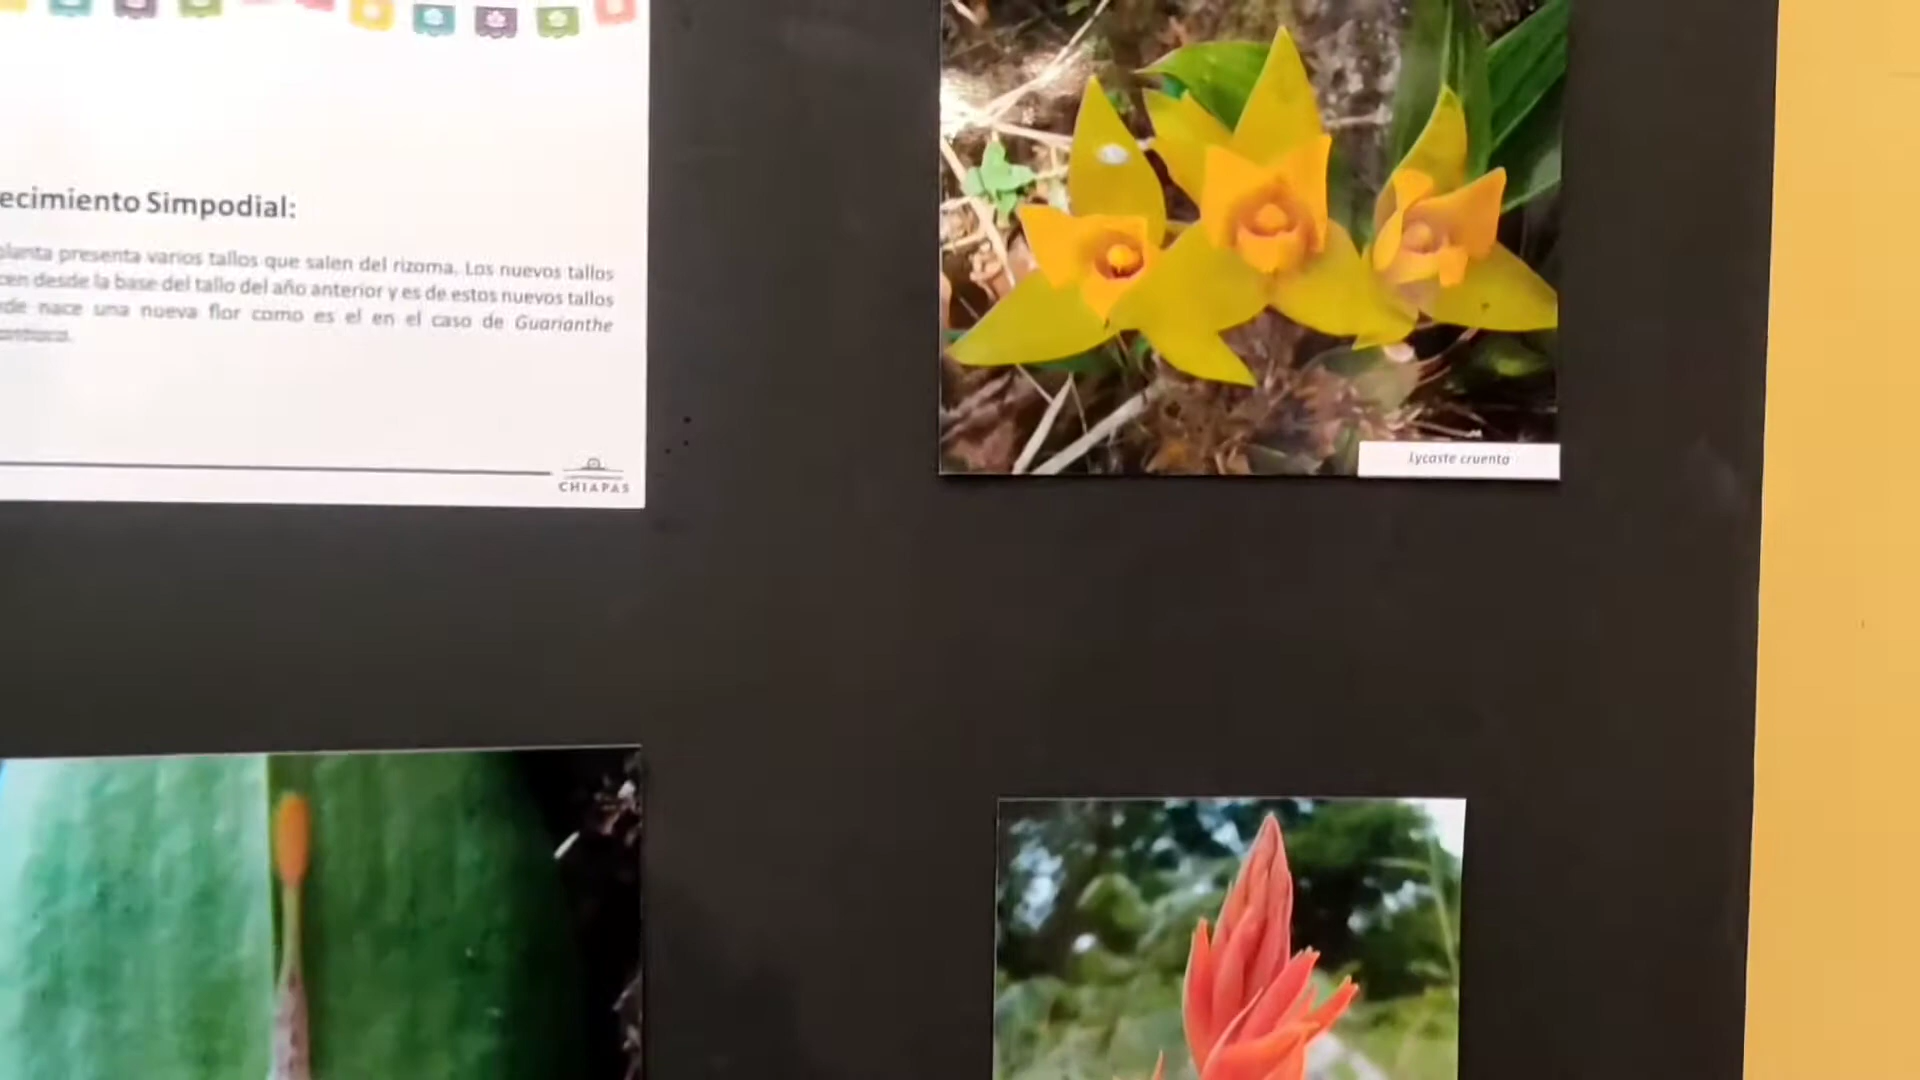 ecimiento Simpodial:
planta presenta varios tallos que salen del rizoma. Los nuevos tallos
cen desde la base del tallo del año anterior y es de estos nuevos tallos
de nace una nueva flor como es el en el caso de Guarianthe
CHIAPAS
Lycaste cruenta